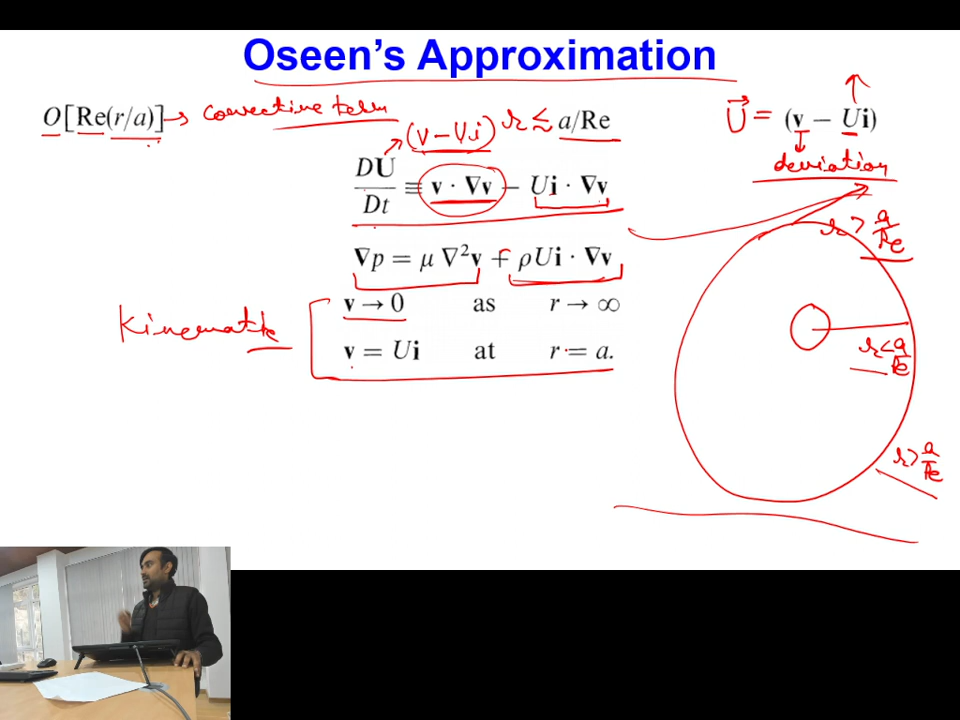 Oseen's Approximation
O[Re(r/a)] → convective term
(v − Ui) r ≲ a/Re
U⃗ = (v − Ui)
deviation
DU/Dt ≡ v · ∇v − Ui · ∇v
r > a/Re
∇p = μ ∇²v + ρUi · ∇v
v → 0 as r → ∞
Kinematic
v = Ui at r = a.
r < a/Re
r > a/Re